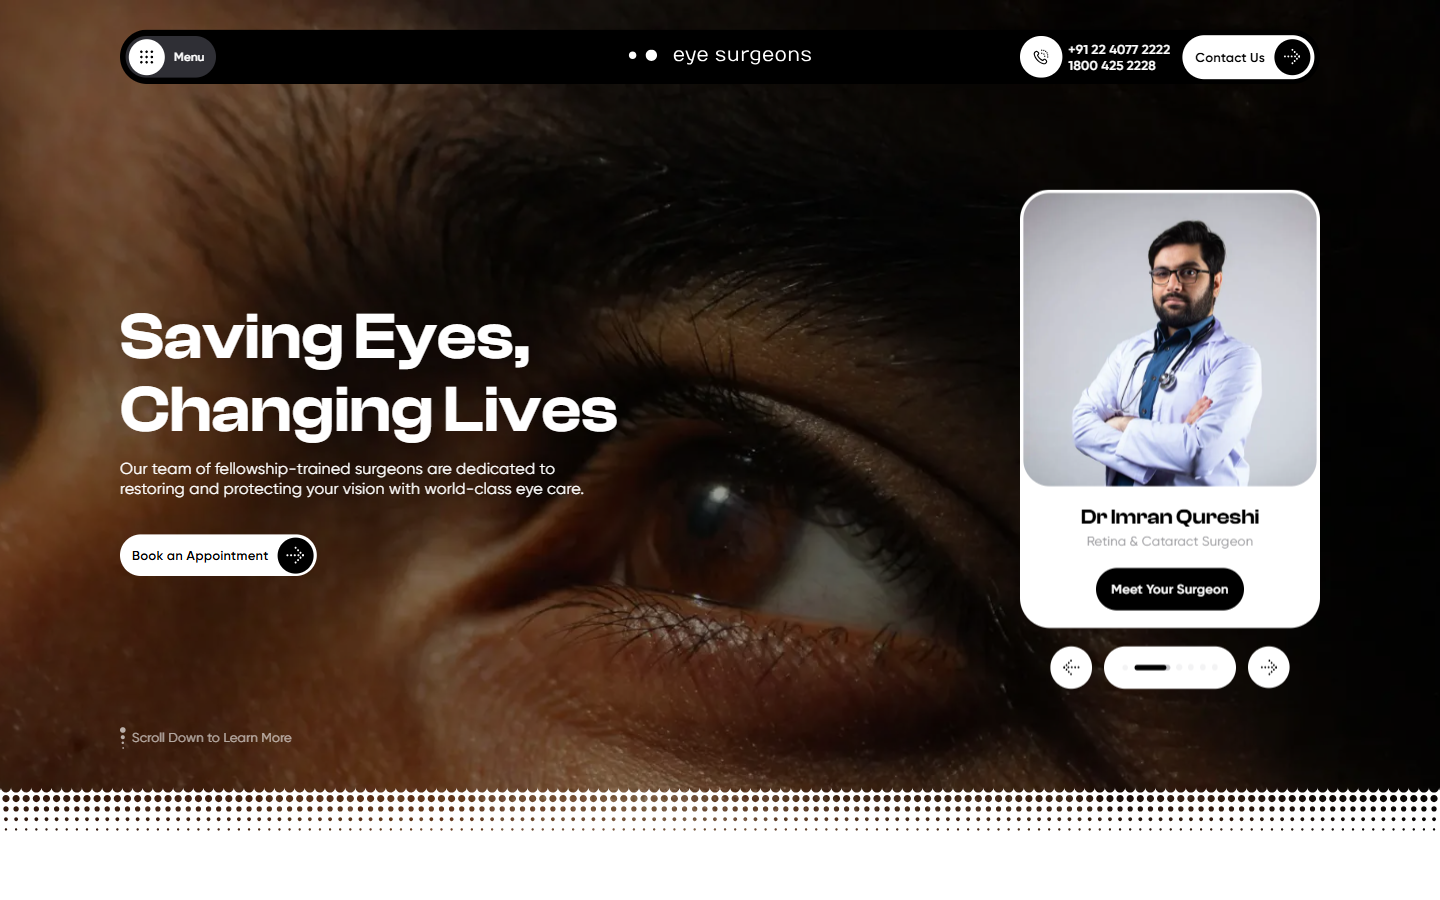 Menu
eye surgeons
+91 22 4077 2222
1800 425 2228
Contact Us
Saving Eyes,
Changing Lives
Our team of fellowship-trained surgeons are dedicated to
restoring and protecting your vision with world-class eye care.
Book an Appointment
Dr Imran Qureshi
Retina & Cataract Surgeon
Meet Your Surgeon
Scroll Down to Learn More